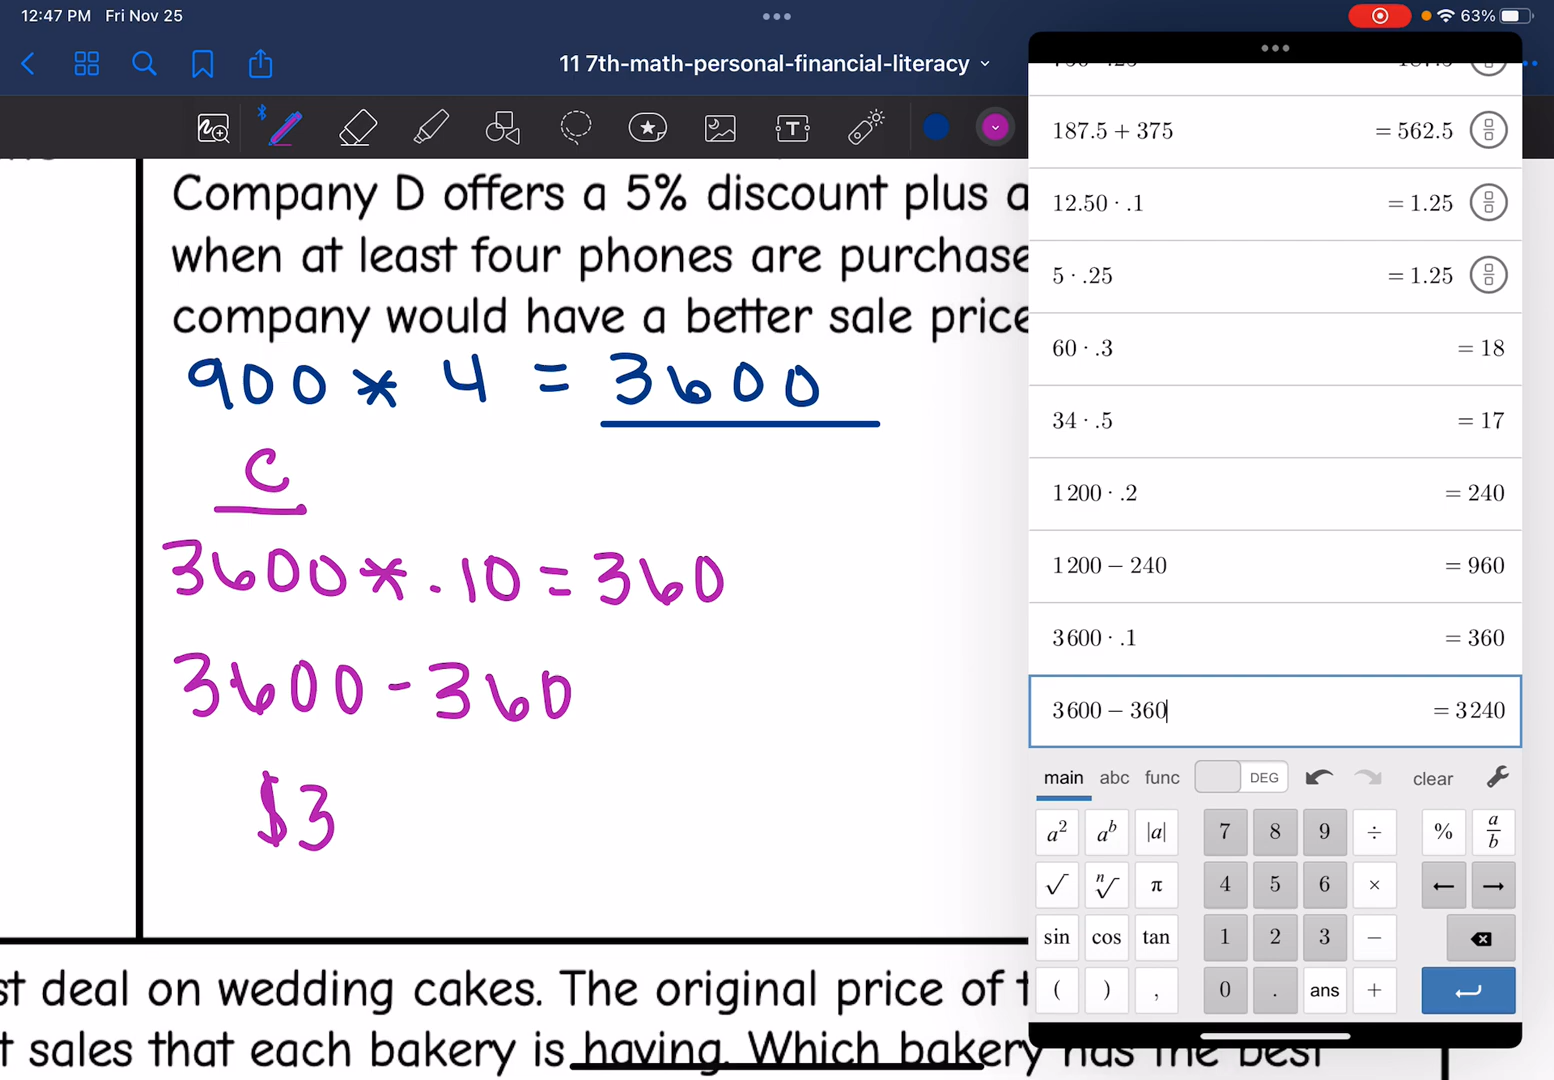 12:47 PM Fri Nov 25
63%
11 7th-math-personal-financial-literacy
Company D offers a 5% discount plus a
when at least four phones are purchase
company would have a better sale price
900 * 4 = 3600
C
3600 * .10 = 360
3600 - 360
$3
st deal on wedding cakes. The original price of t
t sales that each bakery is having. Which bakery has the best
187.5 + 375 = 562.5
12.50 · .1 = 1.25
5 · .25 = 1.25
60 · .3 = 18
34 · .5 = 17
1200 · .2 = 240
1200 − 240 = 960
3600 · .1 = 360
3600 − 360 = 3240
main abc func DEG clear
a² aᵇ |a| 7 8 9 ÷ % a/b
√ ⁿ√ π 4 5 6 × ← →
sin cos tan 1 2 3 −
( ) , 0 . ans +